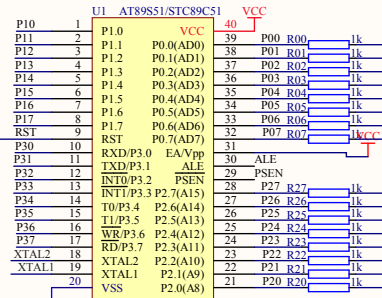 U1 AT89S51/STC89C51 VCC
P10 1 P1.0 VCC 40
P11 2 P1.1 P0.0(AD0) 39 P00 R00 1k
P12 3 P1.2 P0.1(AD1) 38 P01 R01 1k
P13 4 P1.3 P0.2(AD2) 37 P02 R02 1k
P14 5 P1.4 P0.3(AD3) 36 P03 R03 1k
P15 6 P1.5 P0.4(AD4) 35 P04 R04 1k
P16 7 P1.6 P0.5(AD5) 34 P05 R05 1k
P17 8 P1.7 P0.6(AD6) 33 P06 R06 1k
RST 9 RST P0.7(AD7) 32 P07 R07 1k
P30 10 RXD/P3.0 EA/Vpp 31 VCC
P31 11 TXD/P3.1 ALE 30 ALE
P32 12 INT0/P3.2 PSEN 29 PSEN
P33 13 INT1/P3.3 P2.7(A15) 28 P27 R27 1k
P34 14 T0/P3.4 P2.6(A14) 27 P26 R26 1k
P35 15 T1/P3.5 P2.5(A13) 26 P25 R25 1k
P36 16 WR/P3.6 P2.4(A12) 25 P24 R24 1k
P37 17 RD/P3.7 P2.3(A11) 24 P23 R23 1k
XTAL2 18 XTAL2 P2.2(A10) 23 P22 R22 1k
XTAL1 19 XTAL1 P2.1(A9) 22 P21 R21 1k
20 VSS P2.0(A8) 21 P20 R20 1k